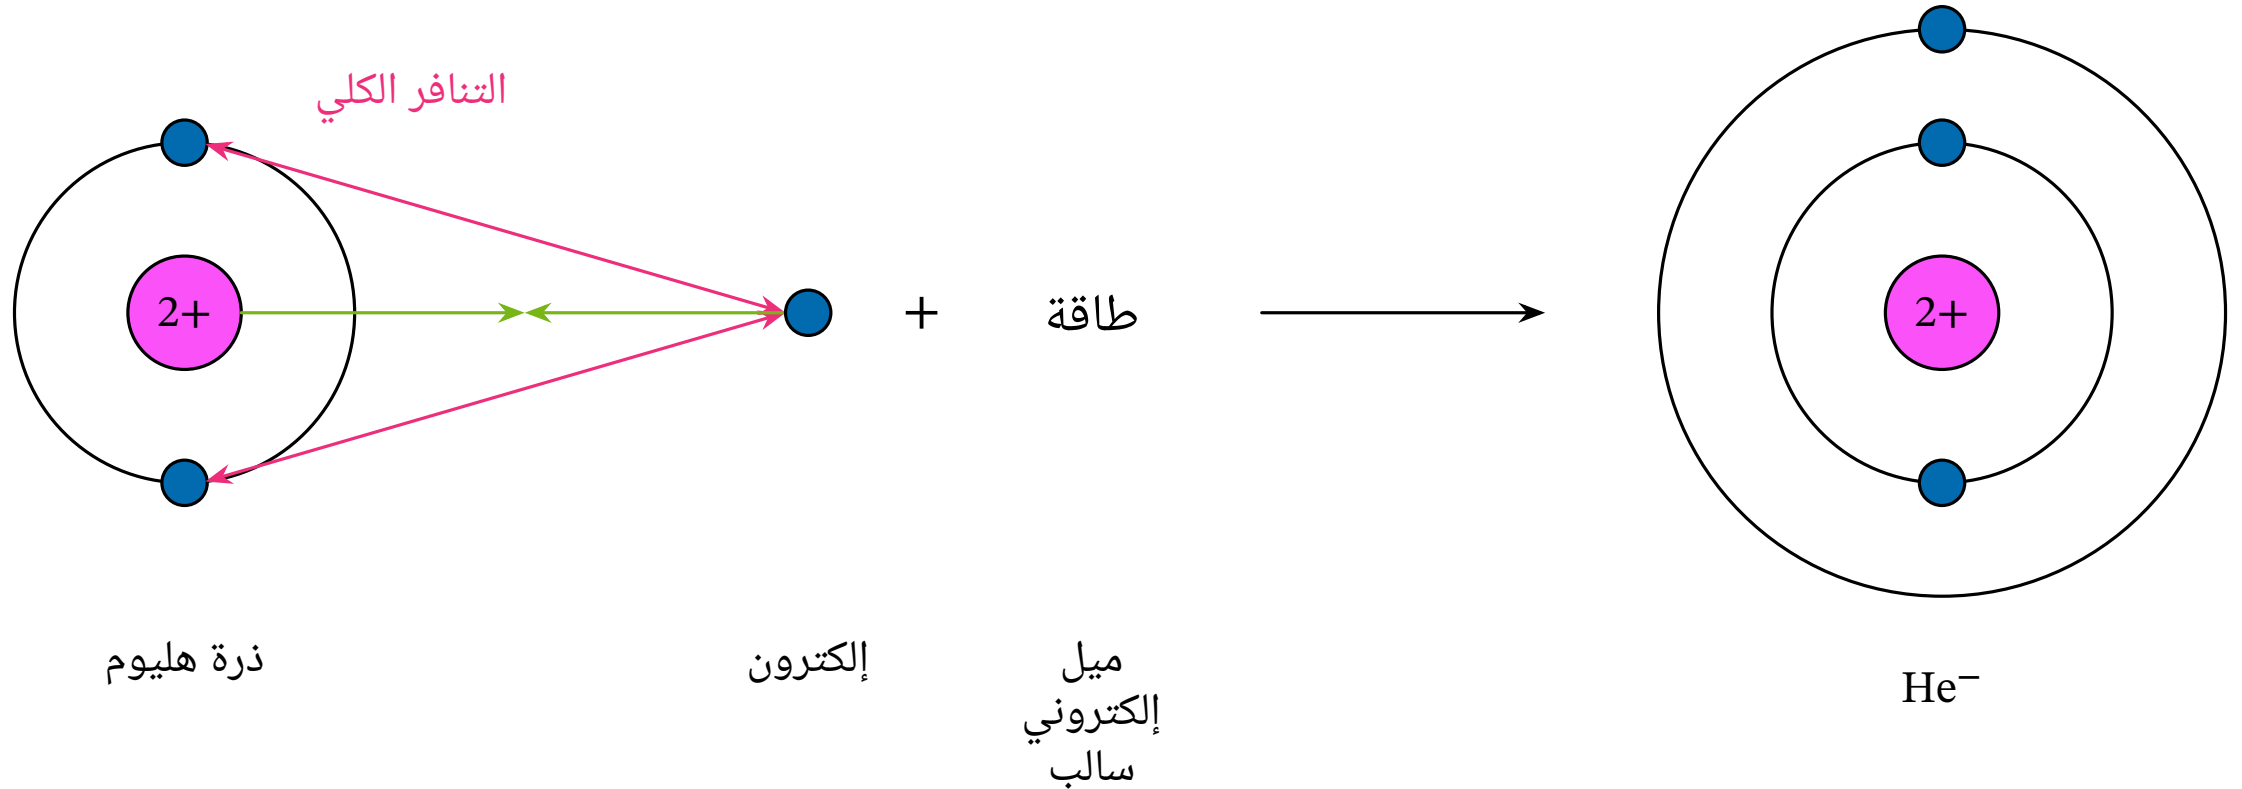 التنافر الكلي
2+
+
طاقة
2+
ذرة هليوم
إلكترون
ميل
إلكتروني
سالب
He⁻